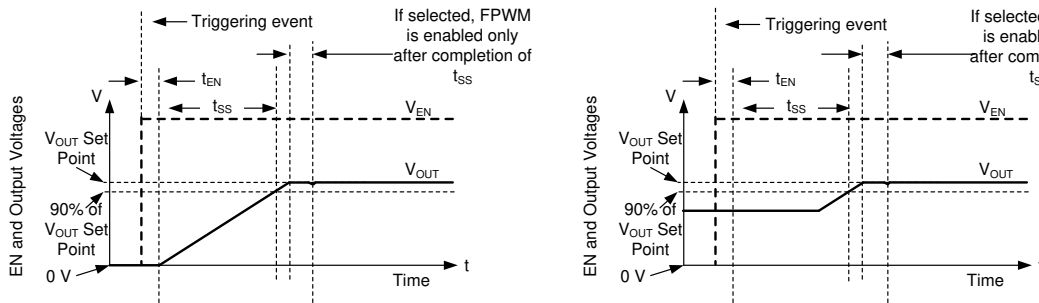 Triggering event
If selected, FPWM
is enabled only
after completion of
tSS
tEN
tSS
V
VEN
VOUT Set
Point
VOUT
90% of
VOUT Set
Point
0 V
t
Time
EN and Output Voltages
Triggering event
If selected
is enabl
after com
tS
tEN
tSS
V
VEN
VOUT Set
Point
VOUT
90% of
VOUT Set
Point
0 V
t
Time
EN and Output Voltages